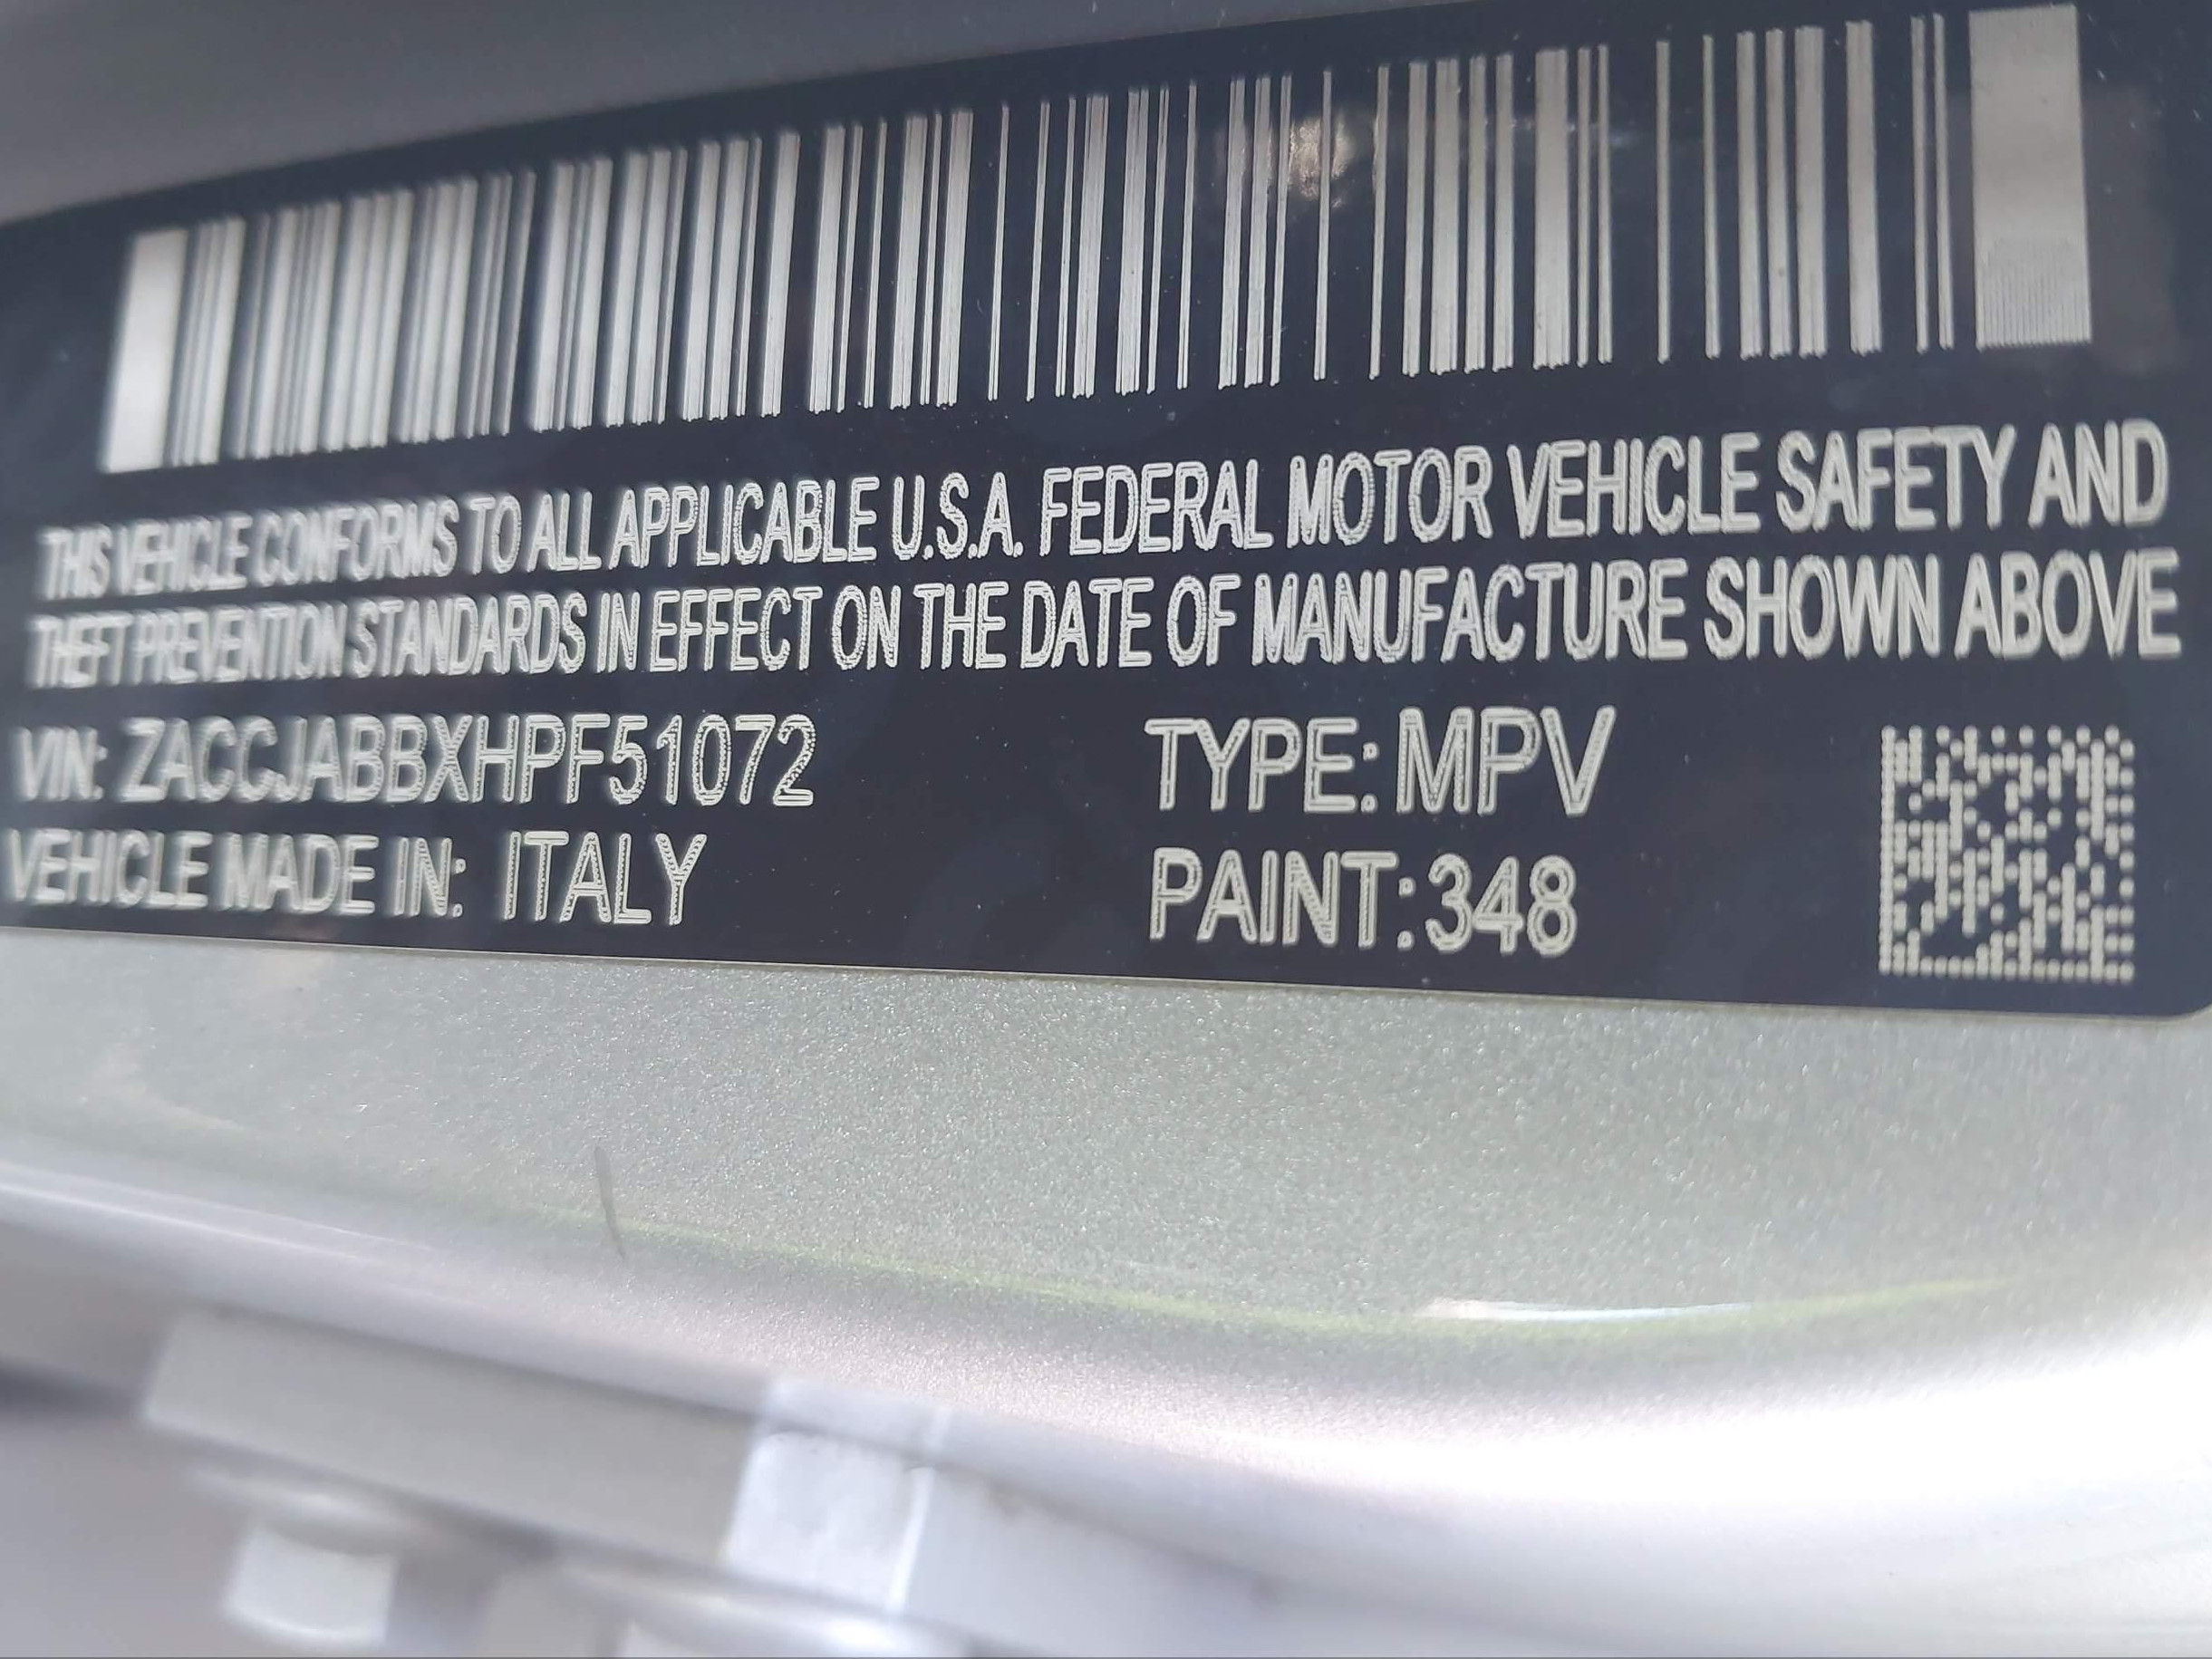 THIS VEHICLE CONFORMS TO ALL APPLICABLE U.S.A. FEDERAL MOTOR VEHICLE SAFETY AND
THEFT PREVENTION STANDARDS IN EFFECT ON THE DATE OF MANUFACTURE SHOWN ABOVE
VIN: ZACCJABBXHPF51072 TYPE: MPV
VEHICLE MADE IN: ITALY PAINT:348